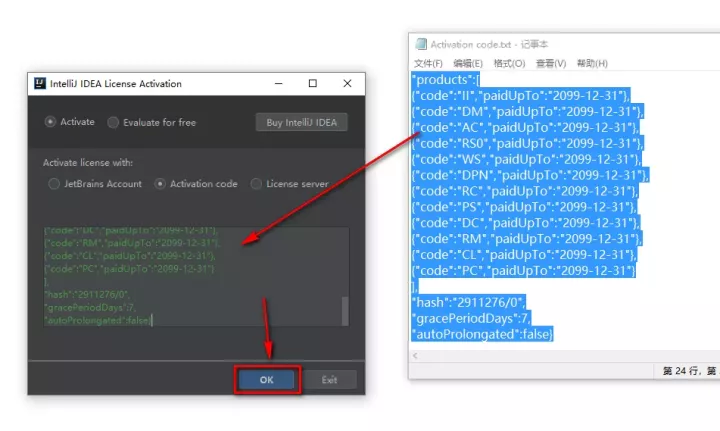 IntelliJ IDEA License Activation
Activate
Evaluate for free
Buy IntelliJ IDEA
Activate license with:
JetBrains Account
Activation code
License server
{"code":"DC","paidUpTo":"2099-12-31"},
{"code":"RM","paidUpTo":"2099-12-31"},
{"code":"CL","paidUpTo":"2099-12-31"},
{"code":"PC","paidUpTo":"2099-12-31"}
],
"hash":"2911276/0",
"gracePeriodDays":7,
"autoProlongated":false}
OK
Exit
Activation code.txt - 记事本
文件(F) 编辑(E) 格式(O) 查看(V) 帮助(H)
"products":[
{"code":"II","paidUpTo":"2099-12-31"},
{"code":"DM","paidUpTo":"2099-12-31"},
{"code":"AC","paidUpTo":"2099-12-31"},
{"code":"RS0","paidUpTo":"2099-12-31"},
{"code":"WS","paidUpTo":"2099-12-31"},
{"code":"DPN","paidUpTo":"2099-12-31"},
{"code":"RC","paidUpTo":"2099-12-31"},
{"code":"PS","paidUpTo":"2099-12-31"},
{"code":"DC","paidUpTo":"2099-12-31"},
{"code":"RM","paidUpTo":"2099-12-31"},
{"code":"CL","paidUpTo":"2099-12-31"},
{"code":"PC","paidUpTo":"2099-12-31"}
],
"hash":"2911276/0",
"gracePeriodDays":7,
"autoProlongated":false}
第 24 行，第